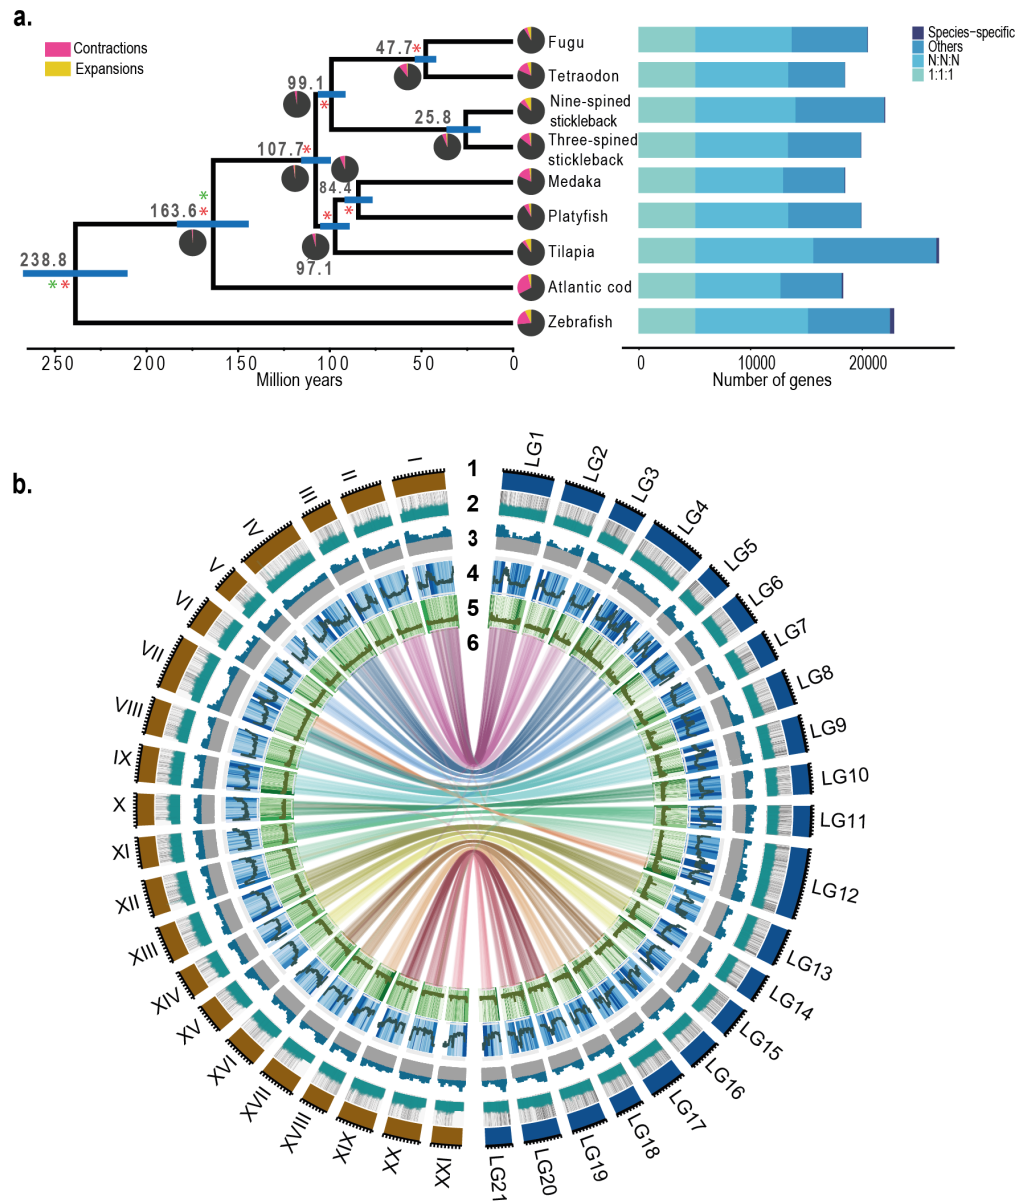 a.
Contractions
Expansions
47.7*
99.1
*
25.8
107.7*
84.4
*
*
*
163.6*
97.1
238.8
**
Fugu
Tetraodon
Nine-spined
stickleback
Three-spined
stickleback
Medaka
Platyfish
Tilapia
Atlantic cod
Zebrafish
250
200
150
100
50
0
Million years
Species-specific
Others
N:N:N
1:1:1
0
10000
20000
Number of genes
b.
1
2
3
4
5
6
I
II
III
IV
V
VI
VII
VIII
IX
X
XI
XII
XIII
XIV
XV
XVI
XVII
XVIII
XIX
XX
XXI
LG1
LG2
LG3
LG4
LG5
LG6
LG7
LG8
LG9
LG10
LG11
LG12
LG13
LG14
LG15
LG16
LG17
LG18
LG19
LG20
LG21